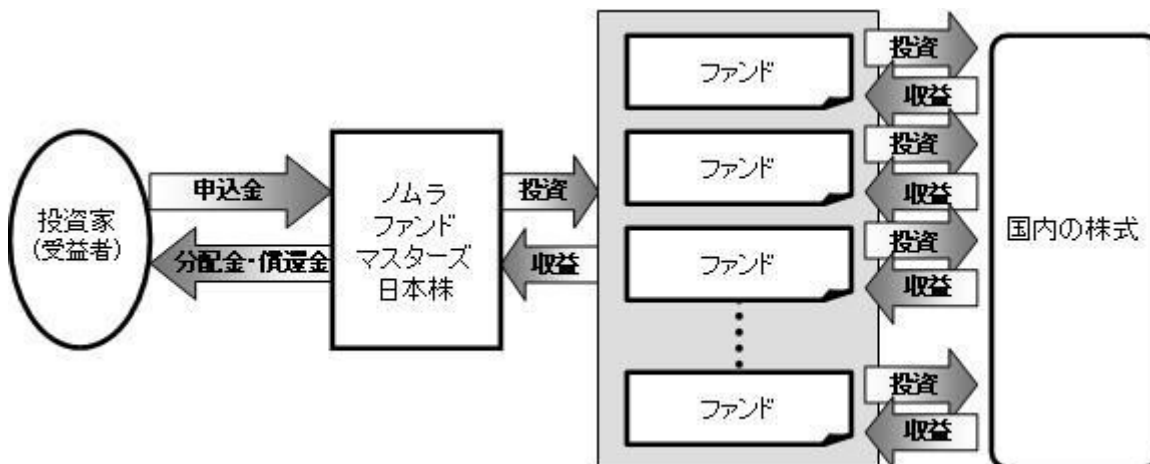 投資家
(受益者)
申込金
分配金・償還金
ノムラ
ファンド
マスターズ
日本株
投資
収益
ファンド
投資
収益
ファンド
投資
収益
ファンド
投資
収益
ファンド
投資
収益
国内の株式